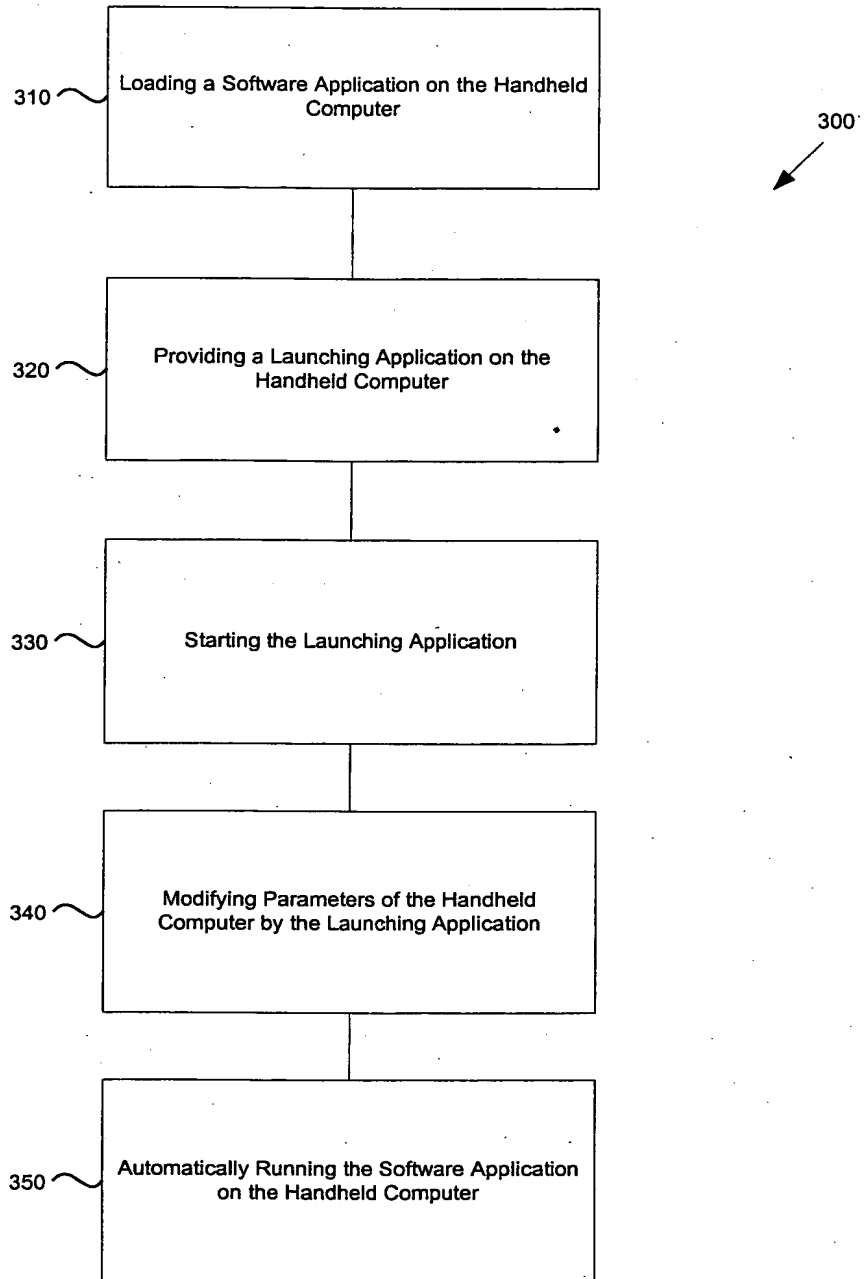 310
Loading a Software Application on the Handheld
Computer
300
320
Providing a Launching Application on the
Handheld Computer
330
Starting the Launching Application
340
Modifying Parameters of the Handheld
Computer by the Launching Application
350
Automatically Running the Software Application
on the Handheld Computer